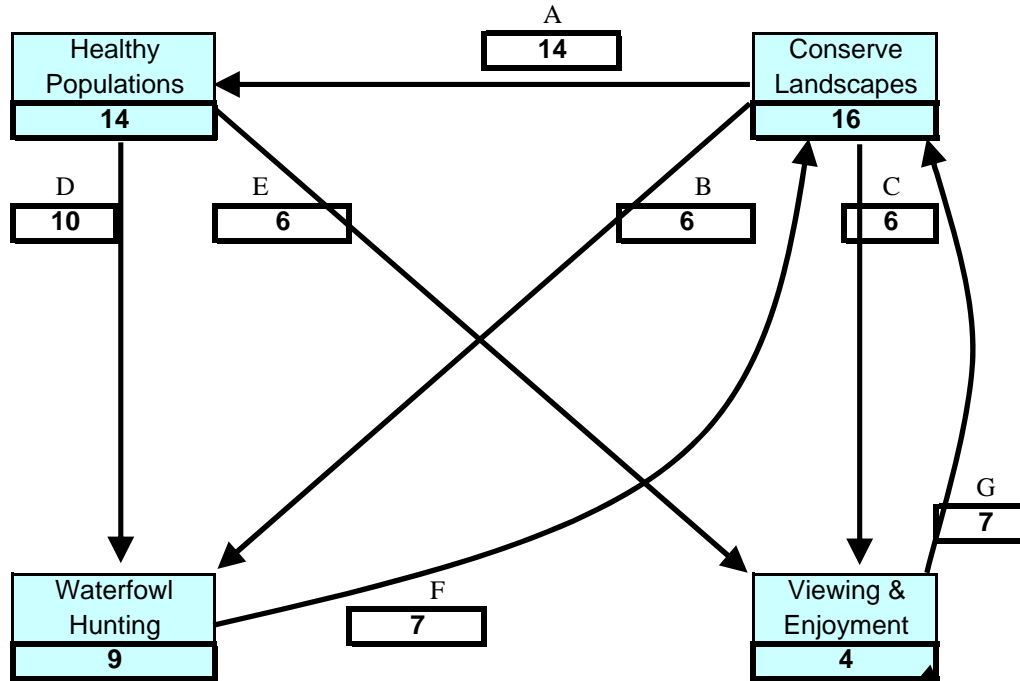 A
14
Healthy
Populations
14
Conserve
Landscapes
16
D
10
E
6
B
6
C
6
G
7
Waterfowl
Hunting
9
F
7
Viewing &
Enjoyment
4